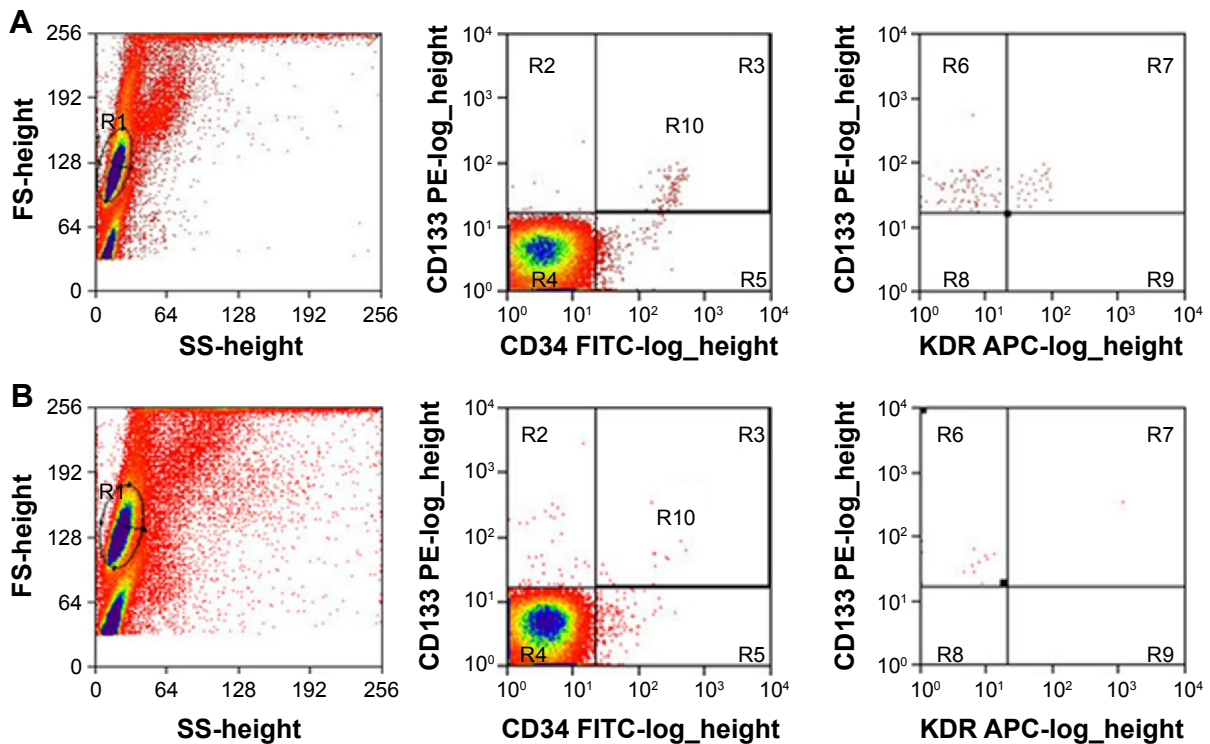 A
FS-height
256
192
128
64
0
R1
0 64 128 192 256
SS-height
CD133 PE-log_height
10⁴
10³
10²
10¹
10⁰
R2 R3
R10
R4 R5
10⁰ 10¹ 10² 10³ 10⁴
CD34 FITC-log_height
CD133 PE-log_height
10⁴
10³
10²
10¹
10⁰
R6 R7
R8 R9
10⁰ 10¹ 10² 10³ 10⁴
KDR APC-log_height
B
FS-height
256
192
128
64
0
R1
0 64 128 192 256
SS-height
CD133 PE-log_height
10⁴
10³
10²
10¹
10⁰
R2 R3
R10
R4 R5
10⁰ 10¹ 10² 10³ 10⁴
CD34 FITC-log_height
CD133 PE-log_height
10⁴
10³
10²
10¹
10⁰
R6 R7
R8 R9
10⁰ 10¹ 10² 10³ 10⁴
KDR APC-log_height